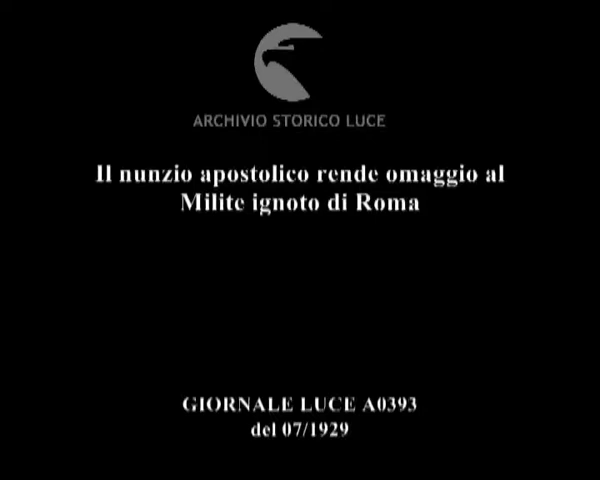 ARCHIVIO STORICO LUCE
Il nunzio apostolico rende omaggio al
Milite ignoto di Roma
GIORNALE LUCE A0393
del 07/1929